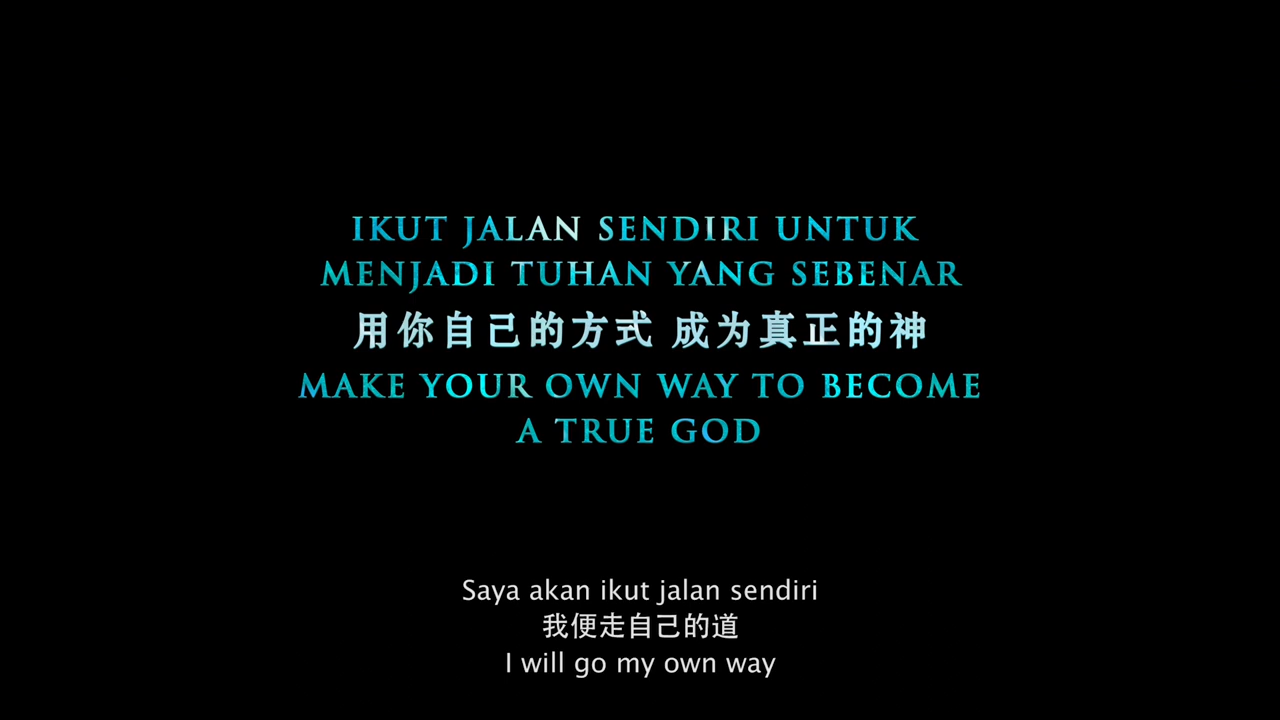 IKUT JALAN SENDIRI UNTUK
MENJADI TUHAN YANG SEBENAR
用你自己的方式 成为真正的神
MAKE YOUR OWN WAY TO BECOME
A TRUE GOD
Saya akan ikut jalan sendiri
我便走自己的道
I will go my own way